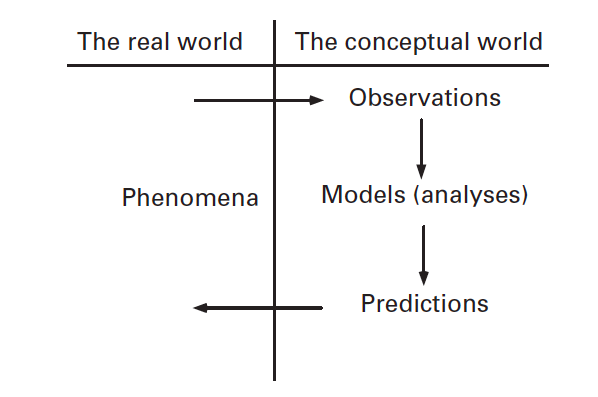 The real world
The conceptual world
Observations
Phenomena
Models (analyses)
Predictions